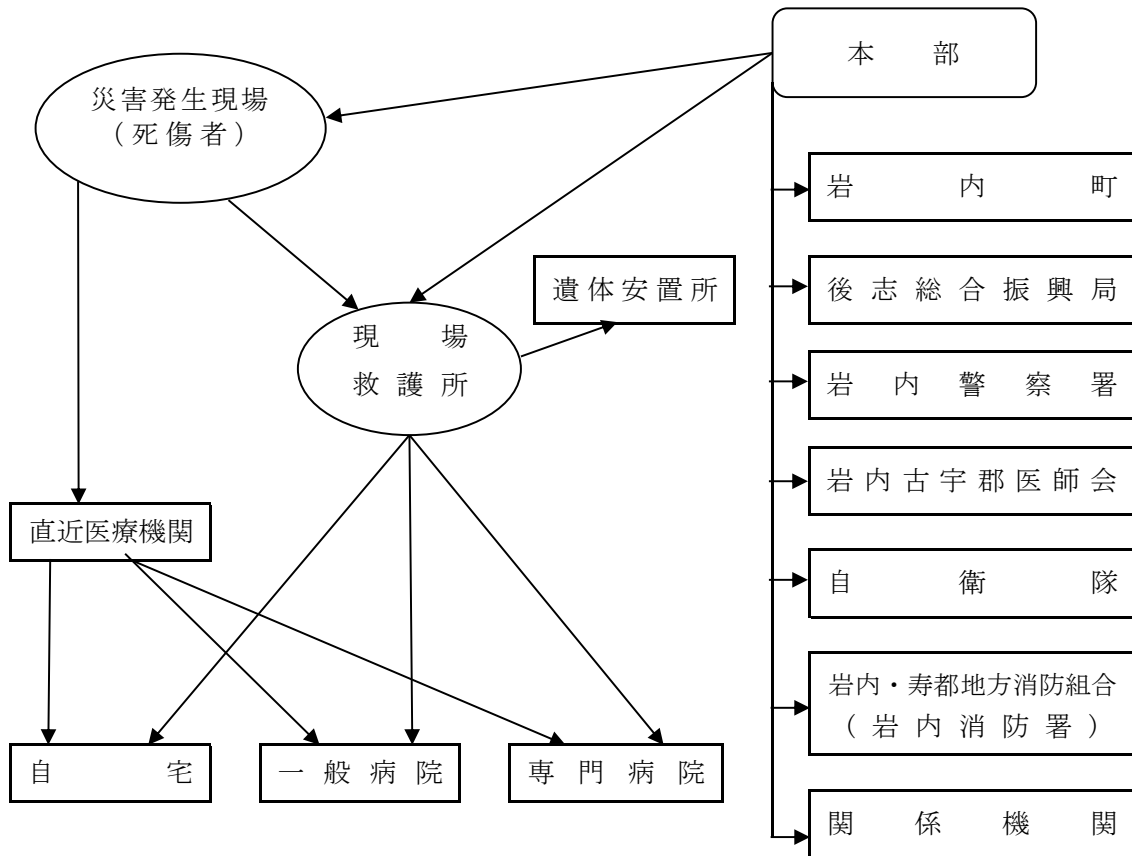 本部
災害発生現場
（死傷者）
岩内町
後志総合振興局
遺体安置所
現場
救護所
岩内警察署
岩内古宇郡医師会
直近医療機関
自衛隊
岩内・寿都地方消防組合
（岩内消防署）
自宅
一般病院
専門病院
関係機関